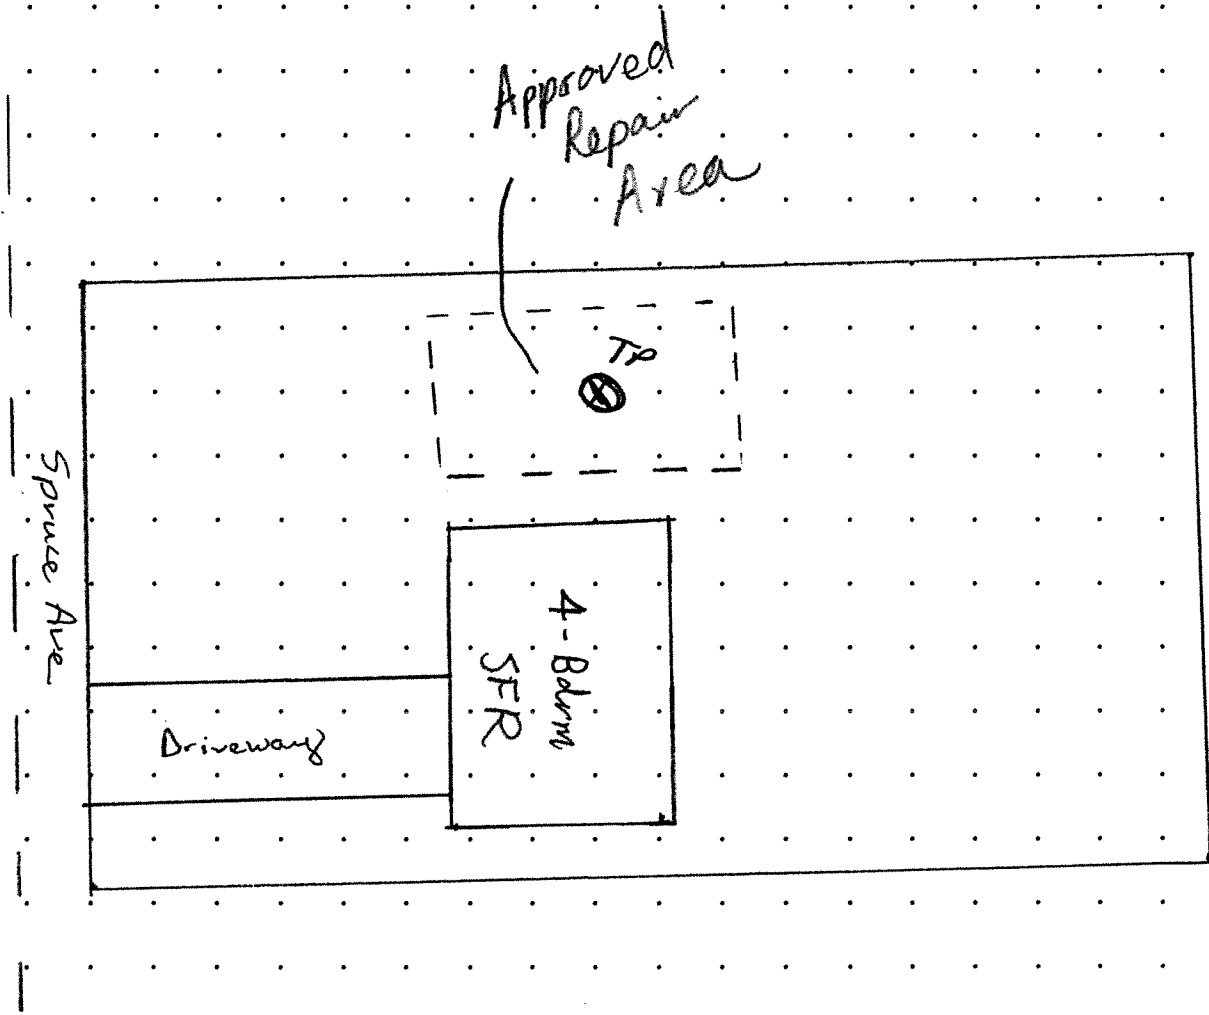 Approved
Repair
Area
TP
Spruce Ave
4-Bdrm
SFR
Driveway